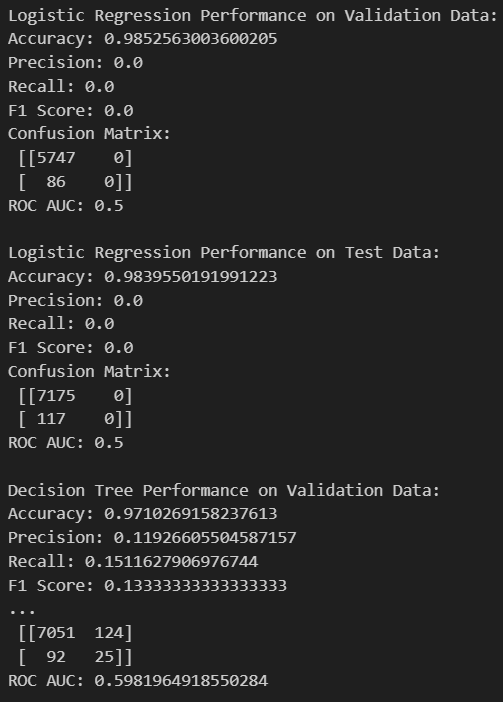 Logistic Regression Performance on Validation Data:
Accuracy: 0.9852563003600205
Precision: 0.0
Recall: 0.0
F1 Score: 0.0
Confusion Matrix:
 [[5747    0]
 [  86    0]]
ROC AUC: 0.5

Logistic Regression Performance on Test Data:
Accuracy: 0.9839550191991223
Precision: 0.0
Recall: 0.0
F1 Score: 0.0
Confusion Matrix:
 [[7175    0]
 [ 117    0]]
ROC AUC: 0.5

Decision Tree Performance on Validation Data:
Accuracy: 0.9710269158237613
Precision: 0.11926605504587157
Recall: 0.1511627906976744
F1 Score: 0.13333333333333333
...
 [[7051  124]
 [  92   25]]
ROC AUC: 0.5981964918550284